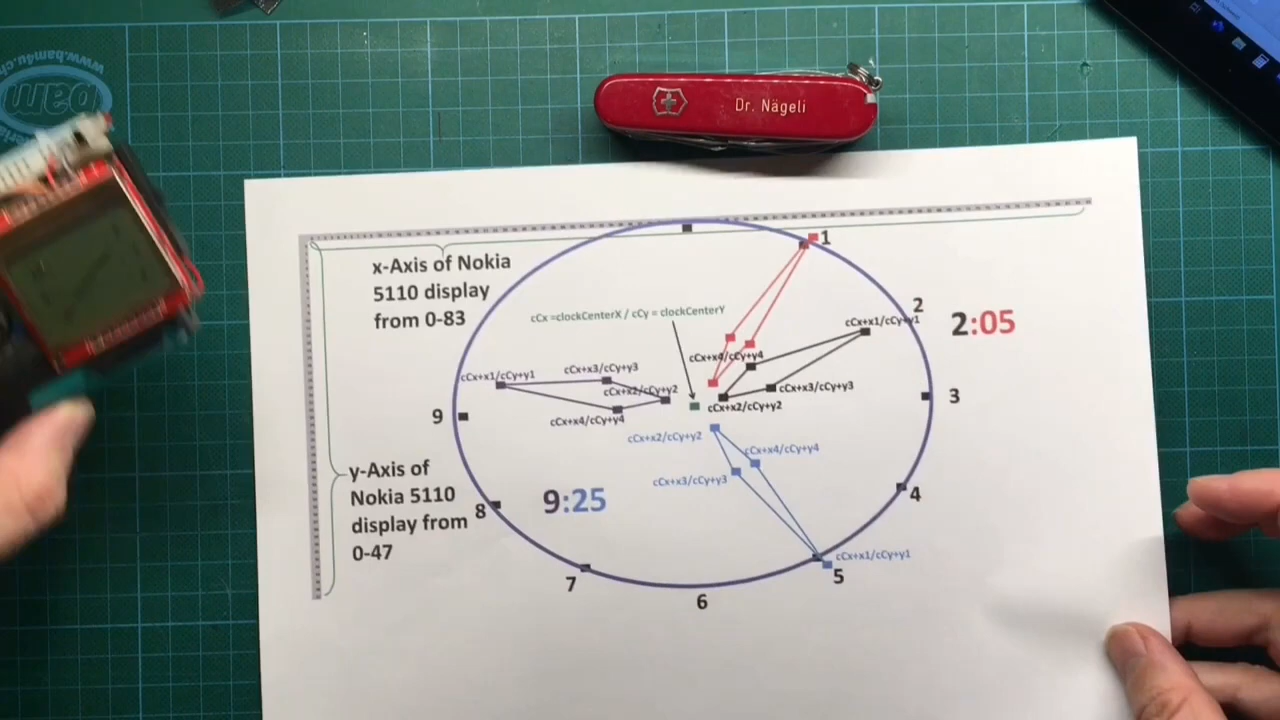 www.bam4u.ch
bam
Dr. Nägeli
x-Axis of Nokia
5110 display
from 0-83
1
2
2:05
cCx =clockCenterX / cCy = clockCenterY
cCx+x1/cCy+y1
cCx+x4/cCy+y4
cCx+x3/cCy+y3
cCx+x2/cCy+y2
3
cCx+x1/cCy+y1
cCx+x3/cCy+y3
cCx+x2/cCy+y2
cCx+x4/cCy+y4
9
cCx+x2/cCy+y2
cCx+x4/cCy+y4
cCx+x3/cCy+y3
cCx+x1/cCy+y1
y-Axis of
Nokia 5110
display from
0-47
8
9:25
4
7
5
6